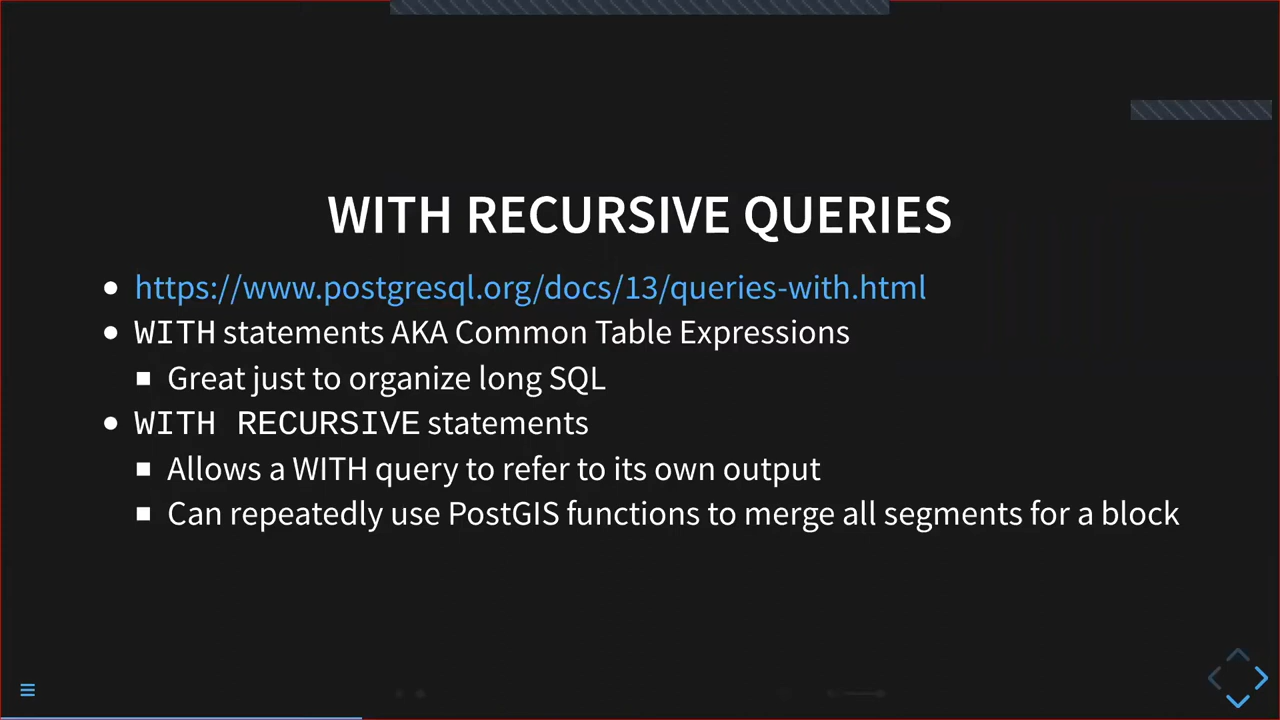 WITH RECURSIVE QUERIES
https://www.postgresql.org/docs/13/queries-with.html
WITH statements AKA Common Table Expressions
Great just to organize long SQL
WITH RECURSIVE statements
Allows a WITH query to refer to its own output
Can repeatedly use PostGIS functions to merge all segments for a block